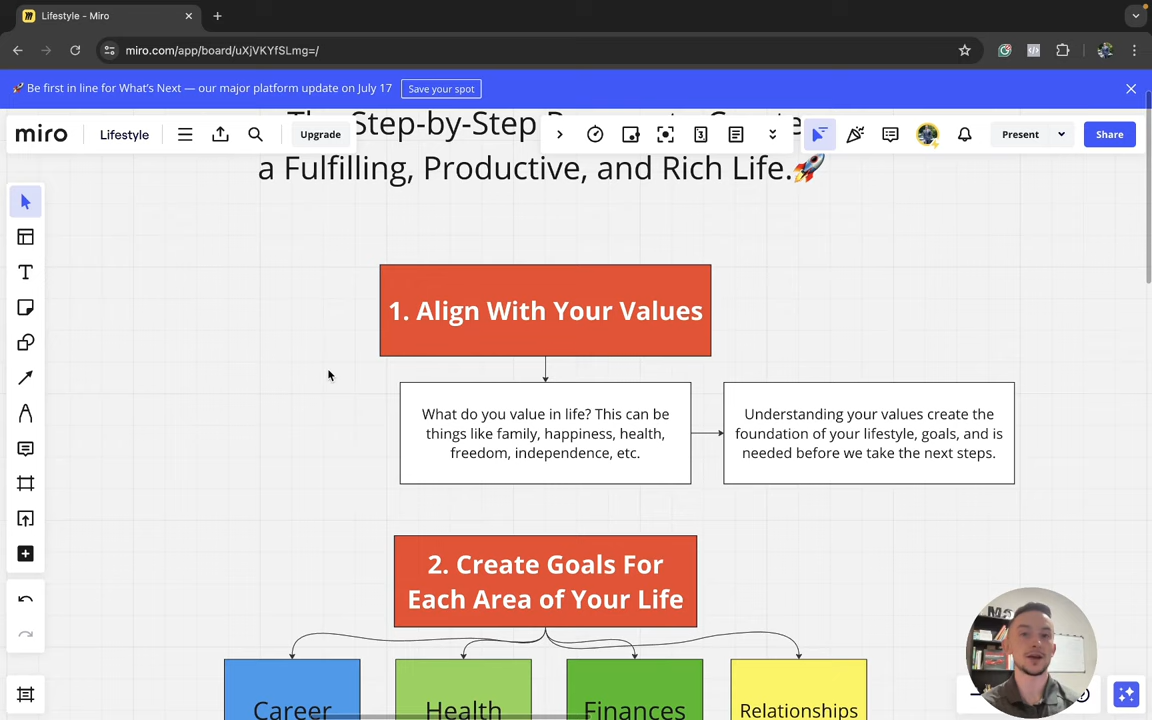 Lifestyle - Miro
miro.com/app/board/uXjVKYfSLmg=/
🚀 Be first in line for What's Next — our major platform update on July 17
Save your spot
miro
Lifestyle
Upgrade
3
Present
Share
The Step-by-Step
a Fulfilling, Productive, and Rich Life.🚀
1. Align With Your Values
What do you value in life? This can be
things like family, happiness, health,
freedom, independence, etc.
Understanding your values create the
foundation of your lifestyle, goals, and is
needed before we take the next steps.
2. Create Goals For
Each Area of Your Life
Career
Health
Finances
Relationships